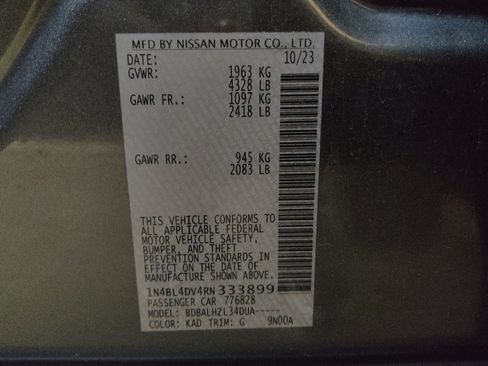 MFD BY NISSAN MOTOR CO., LTD.
DATE: 10/23
GVWR: 1963 KG
4328 LB
GAWR FR.: 1097 KG
2418 LB
GAWR RR.: 945 KG
2083 LB
THIS VEHICLE CONFORMS TO
ALL APPLICABLE FEDERAL
MOTOR VEHICLE SAFETY,
BUMPER, AND THEFT
PREVENTION STANDARDS IN
EFFECT ON THE DATE OF
MANUFACTURE SHOWN ABOVE.
1N4BL4DV4RN333899
PASSENGER CAR 776828
MODEL: BDBALHZL34DUA-----
COLOR: KAD TRIM: G 9N00A